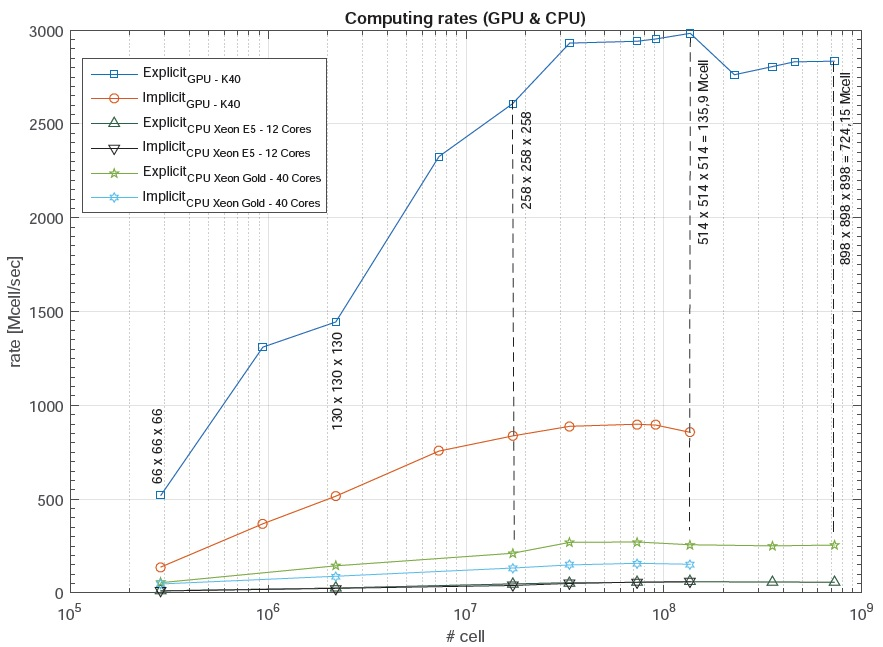 Computing rates (GPU & CPU)
3000
2500
2000
1500
1000
500
0
rate [Mcell/sec]
Explicit GPU - K40
Implicit GPU - K40
Explicit CPU Xeon E5 - 12 Cores
Implicit CPU Xeon E5 - 12 Cores
Explicit CPU Xeon Gold - 40 Cores
Implicit CPU Xeon Gold - 40 Cores
66 x 66 x 66
130 x 130 x 130
258 x 258 x 258
514 x 514 x 514 = 135,9 Mcell
898 x 898 x 898 = 724,15 Mcell
10^5 10^6 10^7 10^8 10^9
# cell